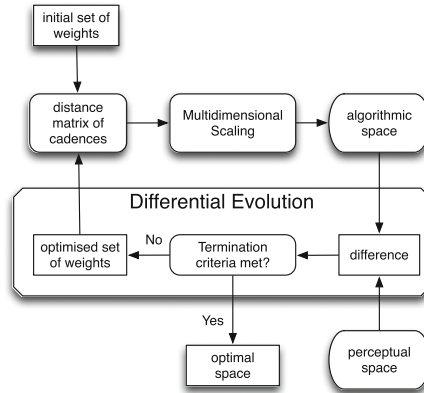 initial set of
weights
distance
matrix of
cadences
Multidimensional
Scaling
algorithmic
space
Differential Evolution
optimised set
of weights
No
Termination
criteria met?
difference
Yes
optimal
space
perceptual
space